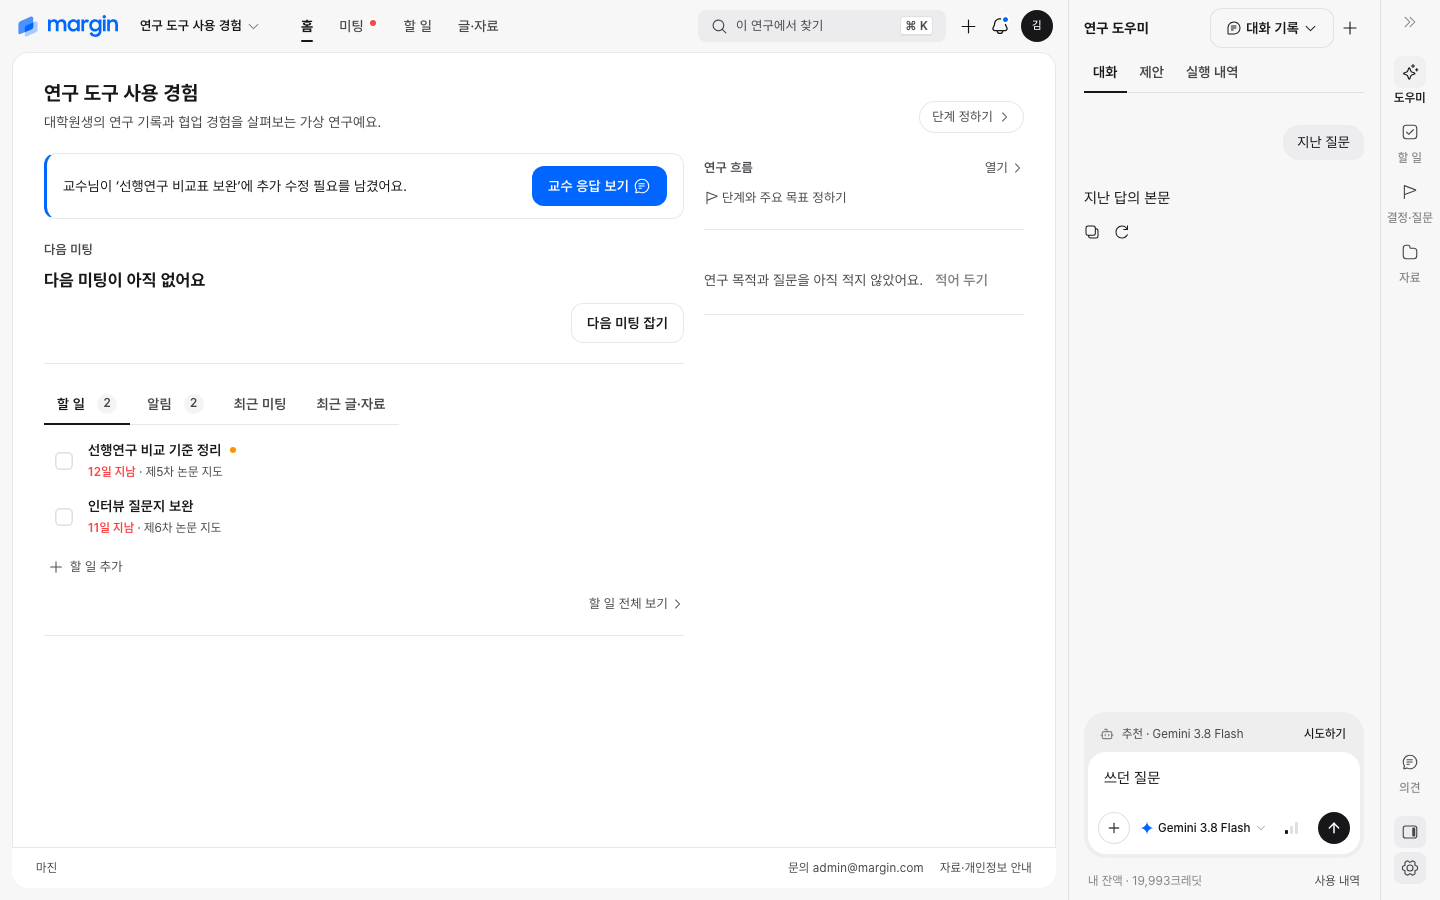 margin
연구 도구 사용 경험
홈
미팅
할 일
글·자료
이 연구에서 찾기
⌘ K
김
연구 도구 사용 경험
대학원생의 연구 기록과 협업 경험을 살펴보는 가상 연구예요.
단계 정하기
교수님이 ‘선행연구 비교표 보완’에 추가 수정 필요를 남겼어요.
교수 응답 보기
다음 미팅
다음 미팅이 아직 없어요
다음 미팅 잡기
연구 흐름
열기
단계와 주요 목표 정하기
연구 목적과 질문을 아직 적지 않았어요.
적어 두기
할 일 2
알림 2
최근 미팅
최근 글·자료
선행연구 비교 기준 정리
12일 지남 · 제5차 논문 지도
인터뷰 질문지 보완
11일 지남 · 제6차 논문 지도
할 일 추가
할 일 전체 보기
마진
문의 admin@margin.com
자료·개인정보 안내
연구 도우미
대화 기록
대화
제안
실행 내역
지난 질문
지난 답의 본문
추천 · Gemini 3.8 Flash
시도하기
쓰던 질문
Gemini 3.8 Flash
내 잔액 · 19,993크레딧
사용 내역
도우미
할 일
결정·질문
자료
의견